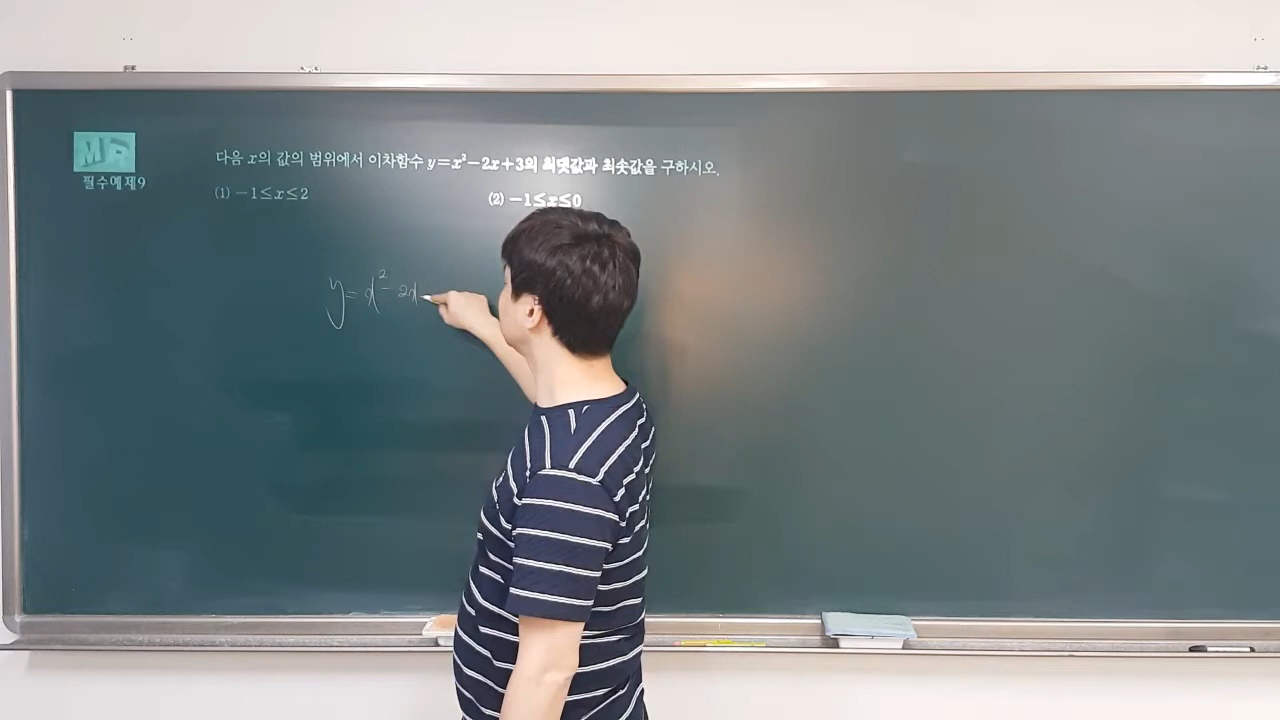 필수예제9
다음 x의 값의 범위에서 이차함수 y=x²-2x+3의 최댓값과 최솟값을 구하시오.
(1) -1≤x≤2
(2) -1≤x≤0
y=x²-2x